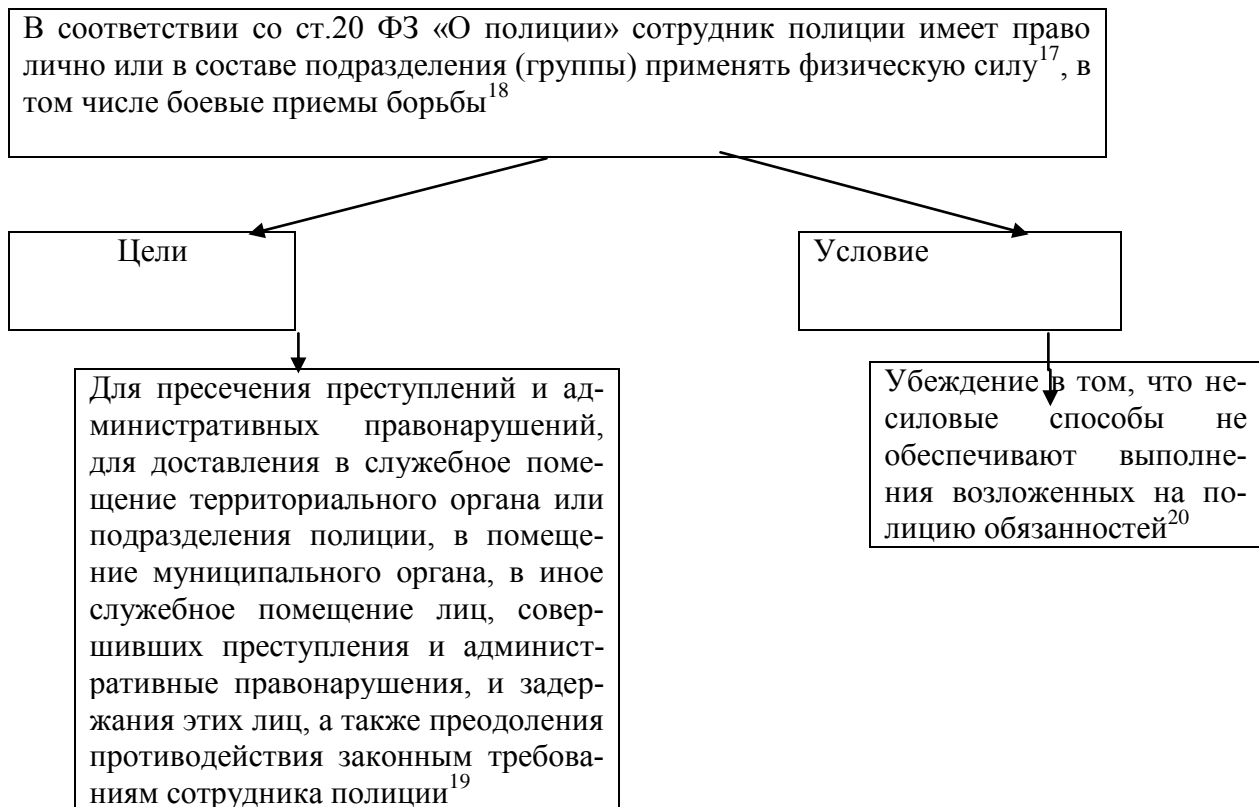 В соответствии со ст.20 ФЗ «О полиции» сотрудник полиции имеет право
лично или в составе подразделения (группы) применять физическую силу17, в
том числе боевые приемы борьбы18
Цели
Условие
Для пресечения преступлений и ад-
министративных правонарушений,
для доставления в служебное поме-
щение территориального органа или
подразделения полиции, в помеще-
ние муниципального органа, в иное
служебное помещение лиц, совер-
шивших преступления и админист-
ративные правонарушения, и задер-
жания этих лиц, а также преодоления
противодействия законным требова-
ниям сотрудника полиции19
Убеждение в том, что не-
силовые способы не
обеспечивают выполне-
ния возложенных на по-
лицию обязанностей20